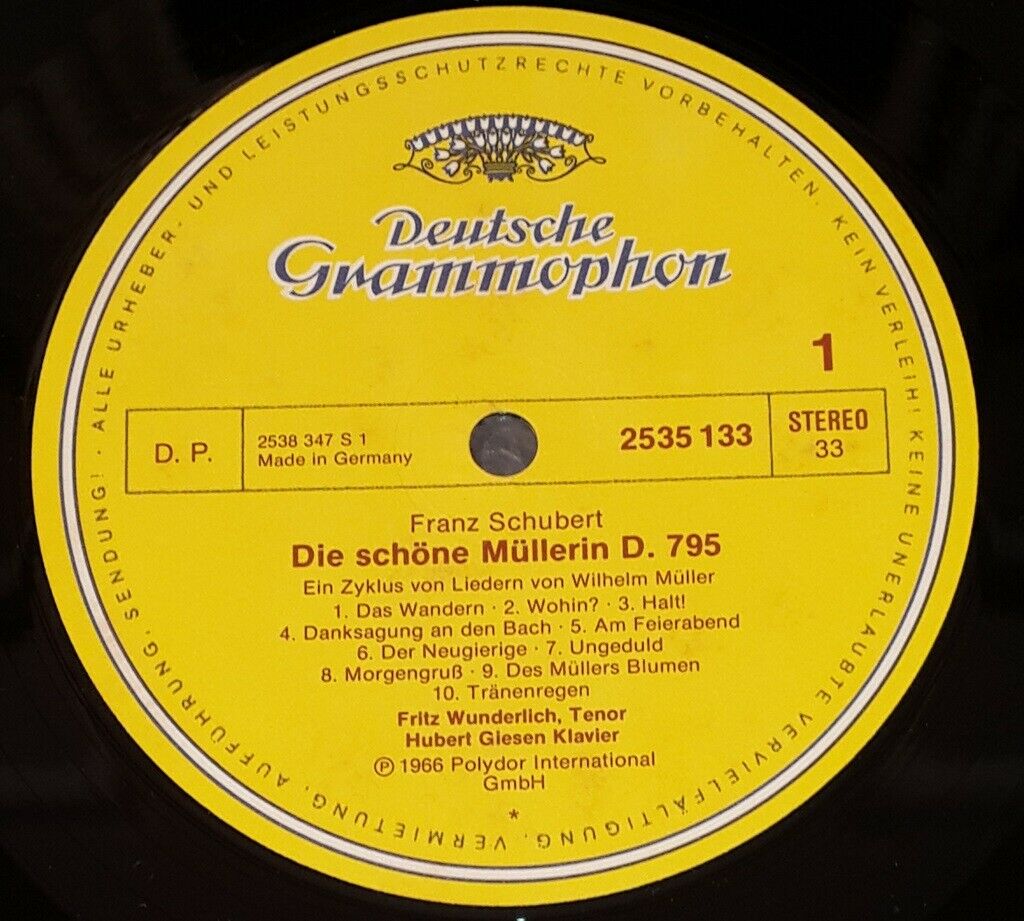 ALLE URHEBER- UND LEISTUNGSSCHUTZRECHTE VORBEHALTEN · KEIN VERLEIH! KEINE UNERLAUBTE VERVIELFÄLTIGUNG, VERMIETUNG, AUFFÜHRUNG, SENDUNG! ·
Deutsche
Grammophon
1
D. P.
2538 347 S 1
Made in Germany
2535 133
STEREO
33
Franz Schubert
Die schöne Müllerin D. 795
Ein Zyklus von Liedern von Wilhelm Müller
1. Das Wandern · 2. Wohin? · 3. Halt!
4. Danksagung an den Bach · 5. Am Feierabend
6. Der Neugierige · 7. Ungeduld
8. Morgengruß · 9. Des Müllers Blumen
10. Tränenregen
Fritz Wunderlich, Tenor
Hubert Giesen Klavier
℗ 1966 Polydor International
GmbH
*